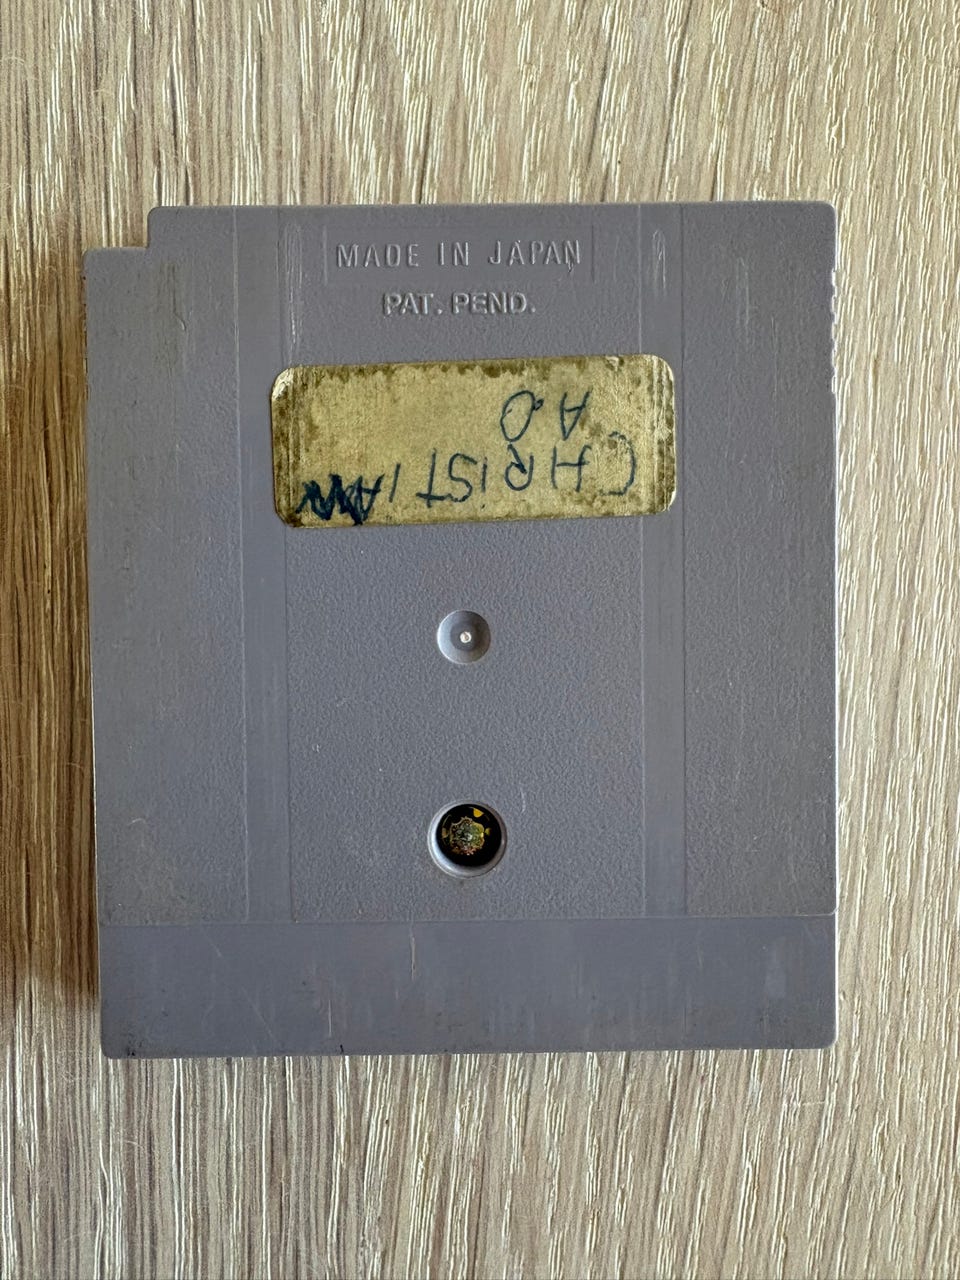 MADE IN JAPAN
PAT. PEND.
CHRISTIAN
A.O